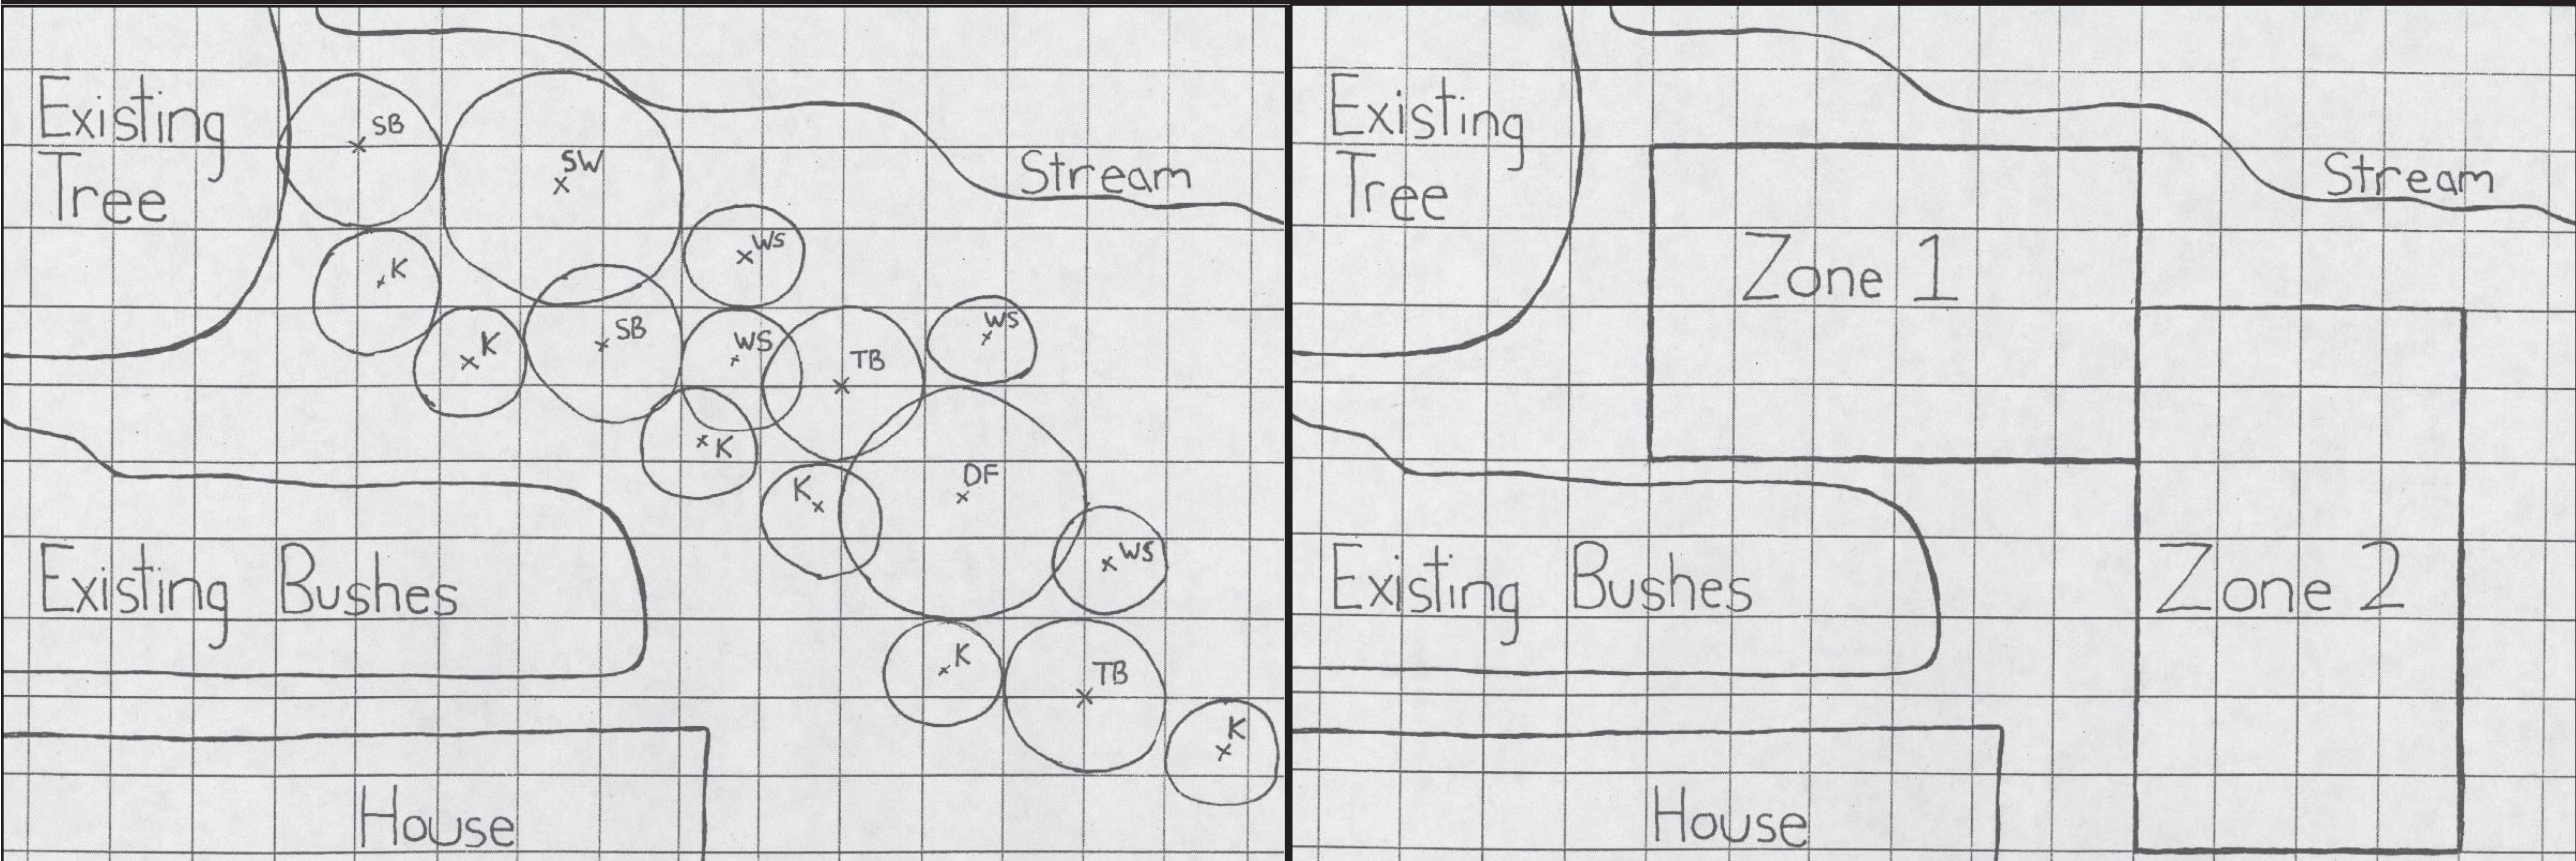 Existing
Tree
SB
SW
K
WS
K
SB
WS
TB
WS
K
K
DF
WS
K
TB
K
Stream
Existing Bushes
House
Existing
Tree
Zone 1
Stream
Existing Bushes
Zone 2
House